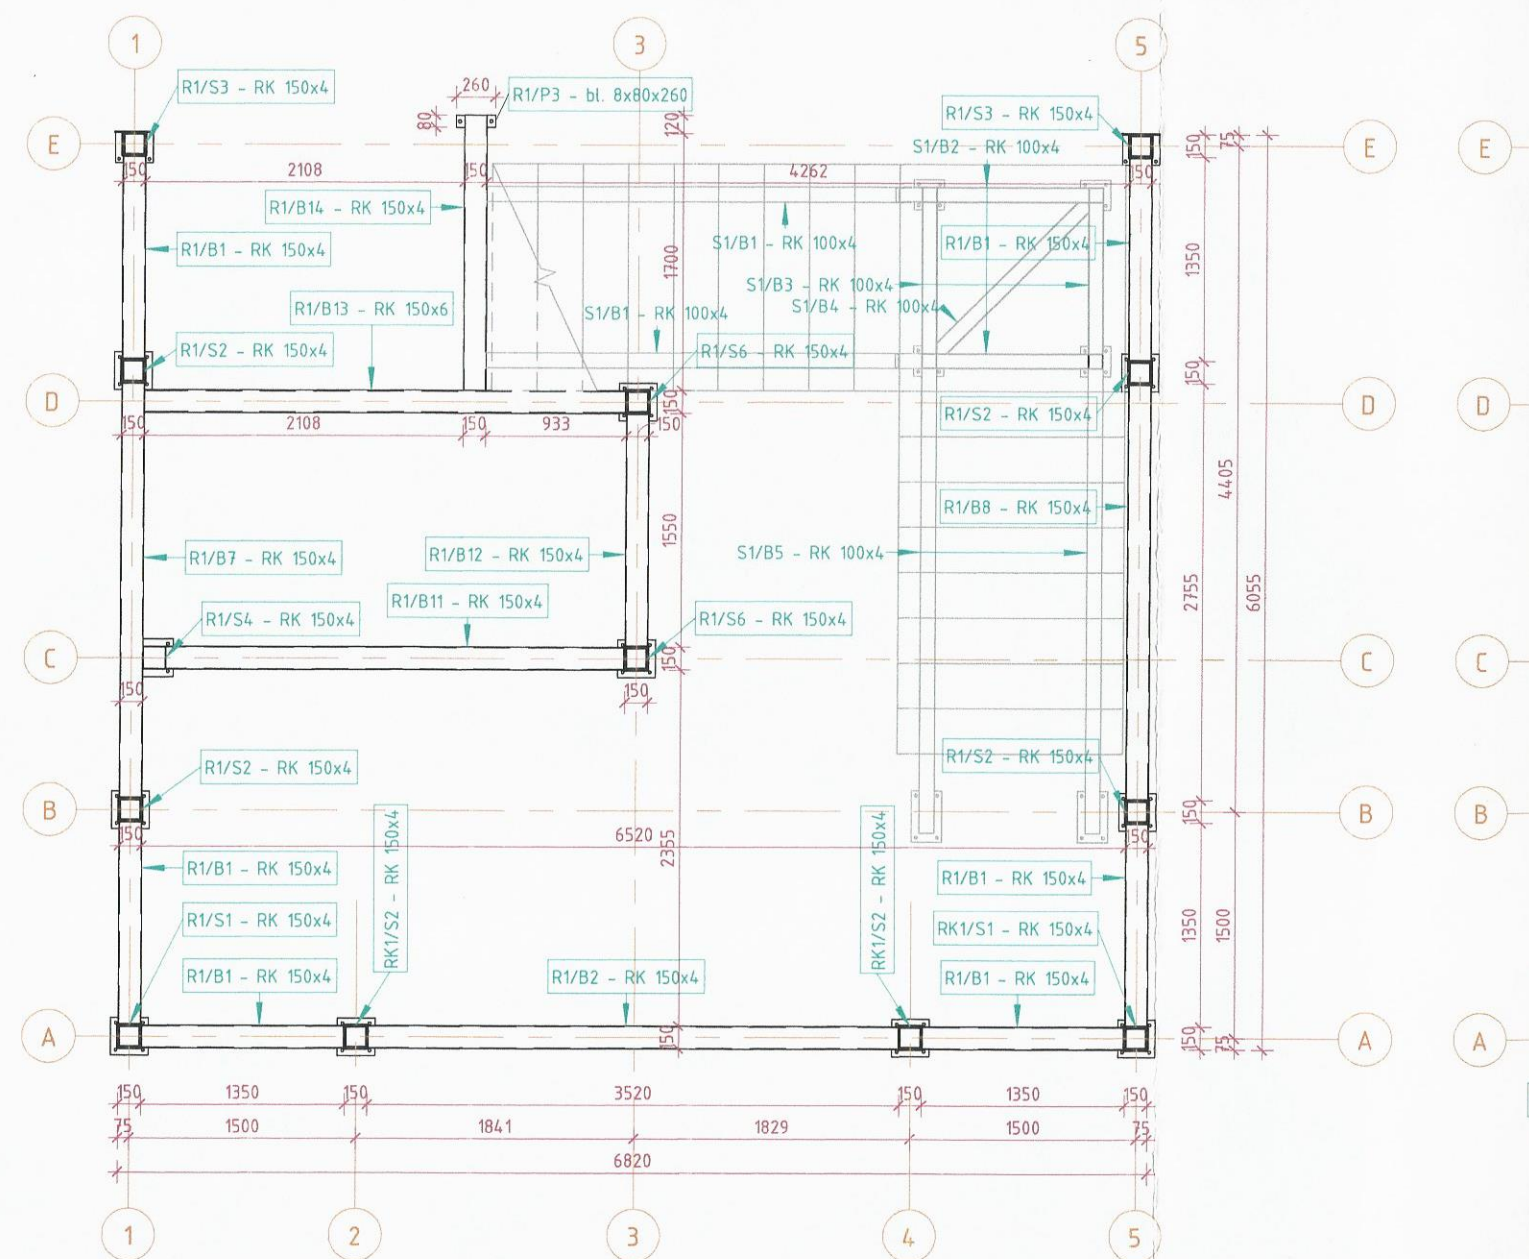 1
3
5
R1/S3 - RK 150x4
260
R1/P3 - bl. 8x80x260
80
120
R1/S3 - RK 150x4
150
75
E
E
E
S1/B2 - RK 100x4
150
2108
150
4262
150
R1/B14 - RK 150x4
R1/B1 - RK 150x4
S1/B1 - RK 100x4
R1/B1 - RK 150x4
1700
1350
S1/B3 - RK 100x4
R1/B13 - RK 150x6
S1/B1 - RK 100x4
S1/B4 - RK 100x4
R1/S2 - RK 150x4
R1/S6 - RK 150x4
150
D
150
R1/S2 - RK 150x4
D
D
150
2108
150
933
150
4405
R1/B8 - RK 150x4
R1/B7 - RK 150x4
R1/B12 - RK 150x4
1550
S1/B5 - RK 100x4
R1/B11 - RK 150x4
2755
6055
R1/S4 - RK 150x4
R1/S6 - RK 150x4
C
150
C
C
150
150
R1/S2 - RK 150x4
R1/S2 - RK 150x4
B
150
B
B
150
6520
150
2355
RK1/S2 - RK 150x4
RK1/S2 - RK 150x4
R1/B1 - RK 150x4
R1/B1 - RK 150x4
R1/S1 - RK 150x4
RK1/S1 - RK 150x4
1350
1500
R1/B1 - RK 150x4
R1/B2 - RK 150x4
R1/B1 - RK 150x4
A
150
150
75
A
A
150
1350
150
3520
150
1350
150
75
1500
1841
1829
1500
75
6820
1
2
3
4
5